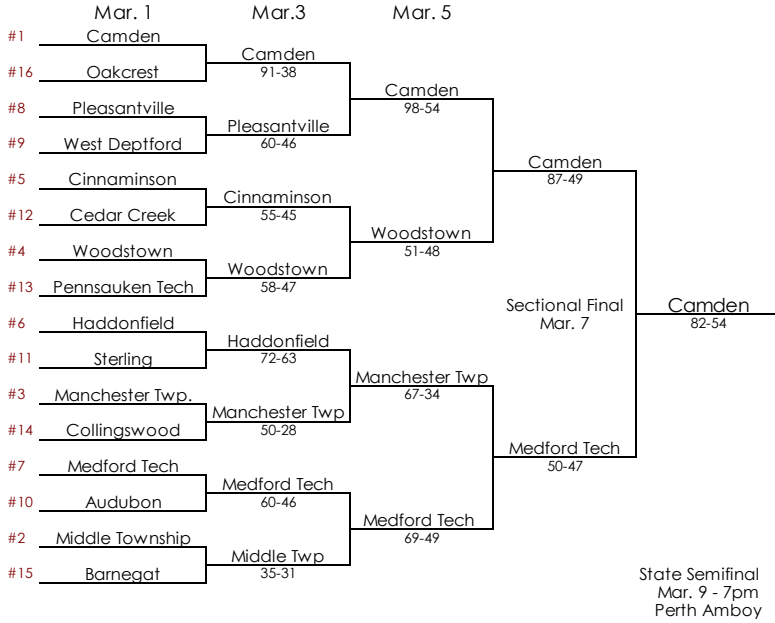 Mar. 1
Mar.3
Mar. 5
#1 Camden
#16 Oakcrest
#8 Pleasantville
#9 West Deptford
#5 Cinnaminson
#12 Cedar Creek
#4 Woodstown
#13 Pennsauken Tech
#6 Haddonfield
#11 Sterling
#3 Manchester Twp.
#14 Collingswood
#7 Medford Tech
#10 Audubon
#2 Middle Township
#15 Barnegat
Camden
91-38
Pleasantville
60-46
Cinnaminson
55-45
Woodstown
58-47
Haddonfield
72-63
Manchester Twp
50-28
Medford Tech
60-46
Middle Twp
35-31
Camden
98-54
Woodstown
51-48
Manchester Twp
67-34
Medford Tech
69-49
Camden
87-49
Medford Tech
50-47
Sectional Final
Mar. 7
Camden
82-54
State Semifinal
Mar. 9 - 7pm
Perth Amboy